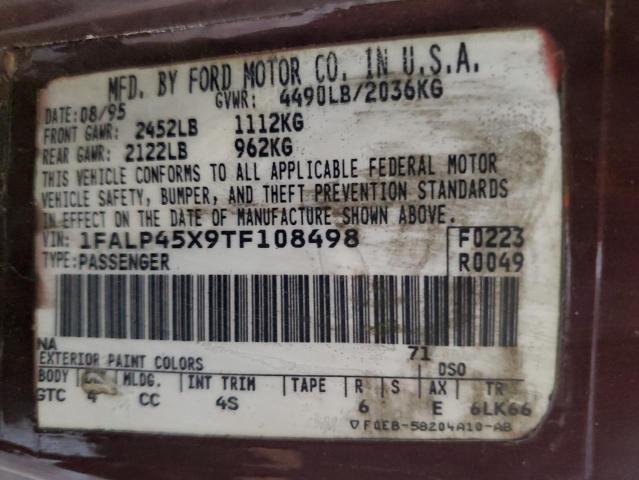 MFD. BY FORD MOTOR CO. IN U.S.A.
DATE: 08/95 GVWR: 4490LB/2036KG
FRONT GAWR: 2452LB 1112KG
REAR GAWR: 2122LB 962KG
THIS VEHICLE CONFORMS TO ALL APPLICABLE FEDERAL MOTOR
VEHICLE SAFETY, BUMPER, AND THEFT PREVENTION STANDARDS
IN EFFECT ON THE DATE OF MANUFACTURE SHOWN ABOVE.
VIN: 1FALP45X9TF108498 F0223
TYPE: PASSENGER R0049
NA 71
EXTERIOR PAINT COLORS DSO
BODY MLDG. INT TRIM TAPE R S AX TR
GTC 4 CC 4S 6 E 6LK66
▽ F0EB-58204A10-AB